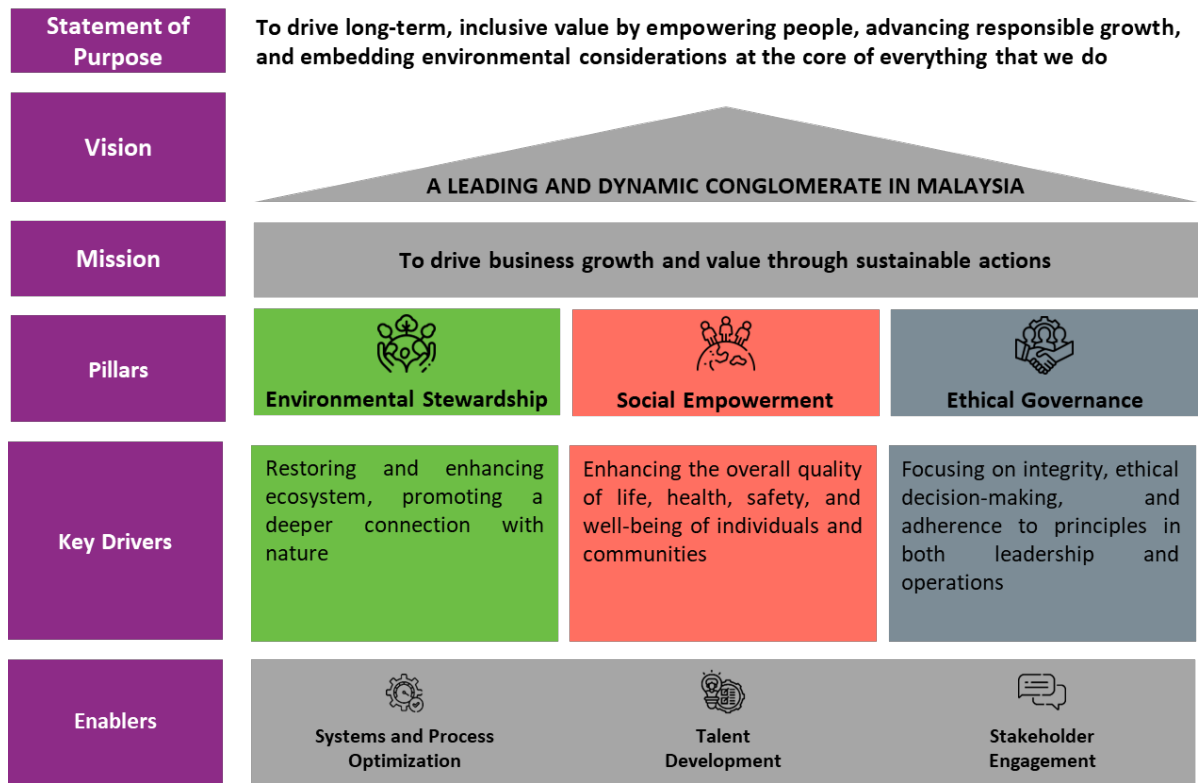 Statement of
Purpose
To drive long-term, inclusive value by empowering people, advancing responsible growth,
and embedding environmental considerations at the core of everything that we do
Vision
A LEADING AND DYNAMIC CONGLOMERATE IN MALAYSIA
Mission
To drive business growth and value through sustainable actions
Pillars
Environmental Stewardship
Social Empowerment
Ethical Governance
Key Drivers
Restoring and enhancing
ecosystem, promoting a
deeper connection with
nature
Enhancing the overall quality
of life, health, safety, and
well-being of individuals and
communities
Focusing on integrity, ethical
decision-making, and
adherence to principles in
both leadership and
operations
Enablers
Systems and Process
Optimization
Talent
Development
Stakeholder
Engagement